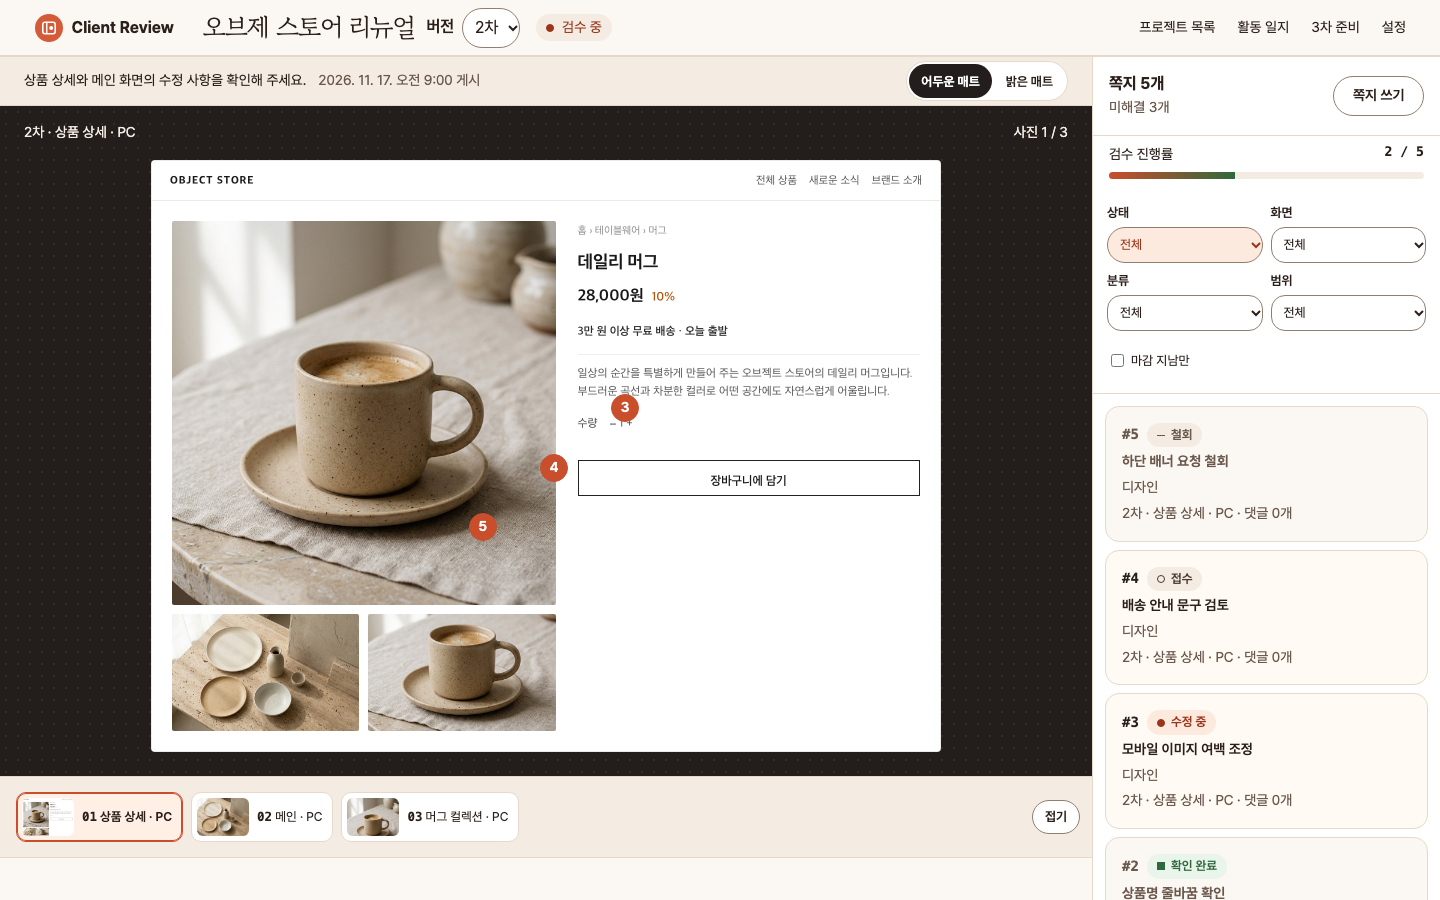 Client Review
오브제 스토어 리뉴얼
버전
2차
검수 중
프로젝트 목록
활동 일지
3차 준비
설정
상품 상세와 메인 화면의 수정 사항을 확인해 주세요.
2026. 11. 17. 오전 9:00 게시
어두운 매트
밝은 매트
2차 · 상품 상세 · PC
사진 1 / 3
OBJECT STORE
전체 상품
새로운 소식
브랜드 소개
홈 › 테이블웨어 › 머그
데일리 머그
28,000원
10%
3만 원 이상 무료 배송 · 오늘 출발
일상의 순간을 특별하게 만들어 주는 오브젝트 스토어의 데일리 머그입니다.
부드러운 곡선과 차분한 컬러로 어떤 공간에도 자연스럽게 어울립니다.
3
수량
− 1 +
4
장바구니에 담기
5
01 상품 상세 · PC
02 메인 · PC
03 머그 컬렉션 · PC
접기
쪽지 5개
미해결 3개
쪽지 쓰기
검수 진행률
2 / 5
상태
화면
전체
전체
분류
범위
전체
전체
마감 지남만
#5
철회
하단 배너 요청 철회
디자인
2차 · 상품 상세 · PC · 댓글 0개
#4
접수
배송 안내 문구 검토
디자인
2차 · 상품 상세 · PC · 댓글 0개
#3
수정 중
모바일 이미지 여백 조정
디자인
2차 · 상품 상세 · PC · 댓글 0개
#2
확인 완료
상품명 줄바꿈 확인